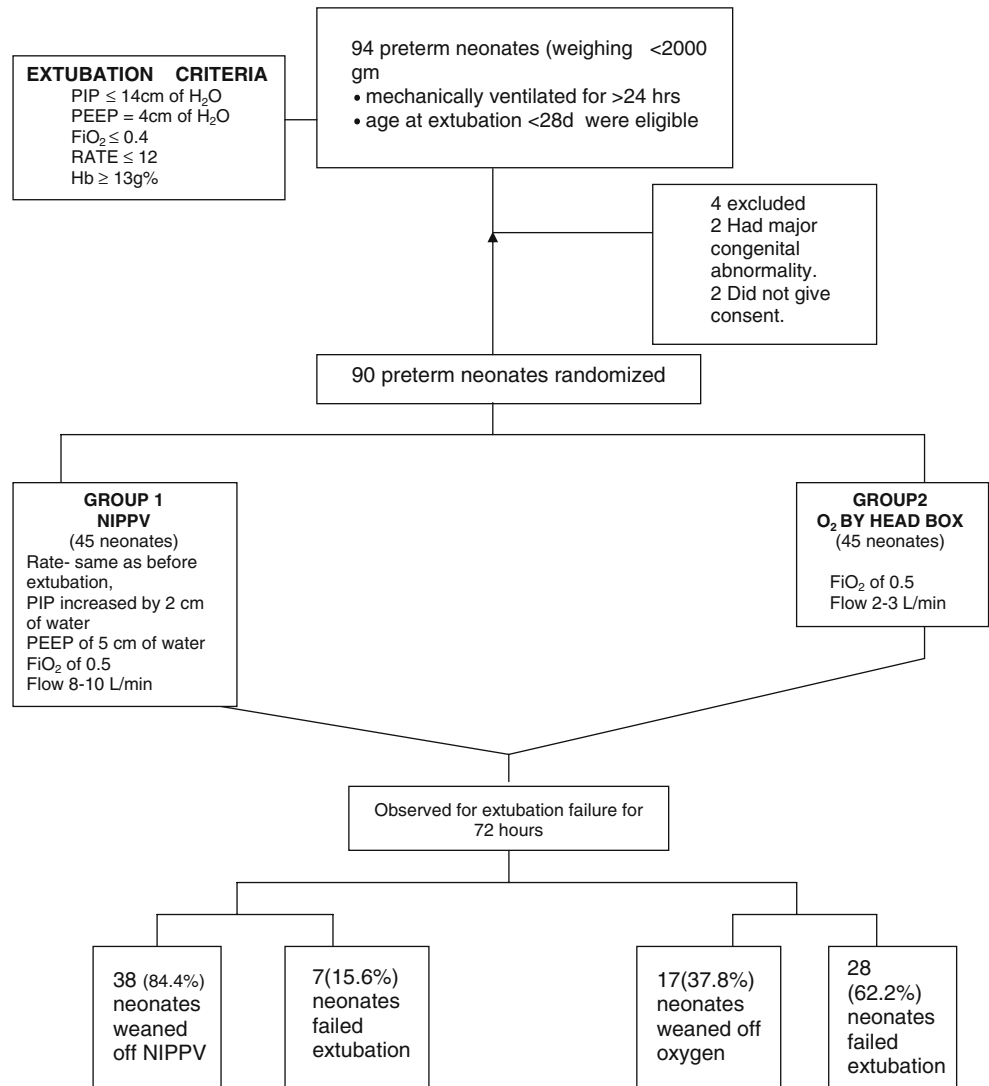 94 preterm neonates (weighing <2000
gm
• mechanically ventilated for >24 hrs
• age at extubation <28d were eligible
EXTUBATION CRITERIA
PIP ≤ 14cm of H₂O
PEEP = 4cm of H₂O
FiO₂ ≤ 0.4
RATE ≤ 12
Hb ≥ 13g%
4 excluded
2 Had major
congenital
abnormality.
2 Did not give
consent.
90 preterm neonates randomized
GROUP 1
NIPPV
(45 neonates)
Rate- same as before
extubation,
PIP increased by 2 cm
of water
PEEP of 5 cm of water
FiO₂ of 0.5
Flow 8-10 L/min
GROUP2
O₂ BY HEAD BOX
(45 neonates)
FiO₂ of 0.5
Flow 2-3 L/min
Observed for extubation failure for
72 hours
38 (84.4%)
neonates
weaned
off NIPPV
7(15.6%)
neonates
failed
extubation
17(37.8%)
neonates
weaned off
oxygen
28
(62.2%)
neonates
failed
extubation